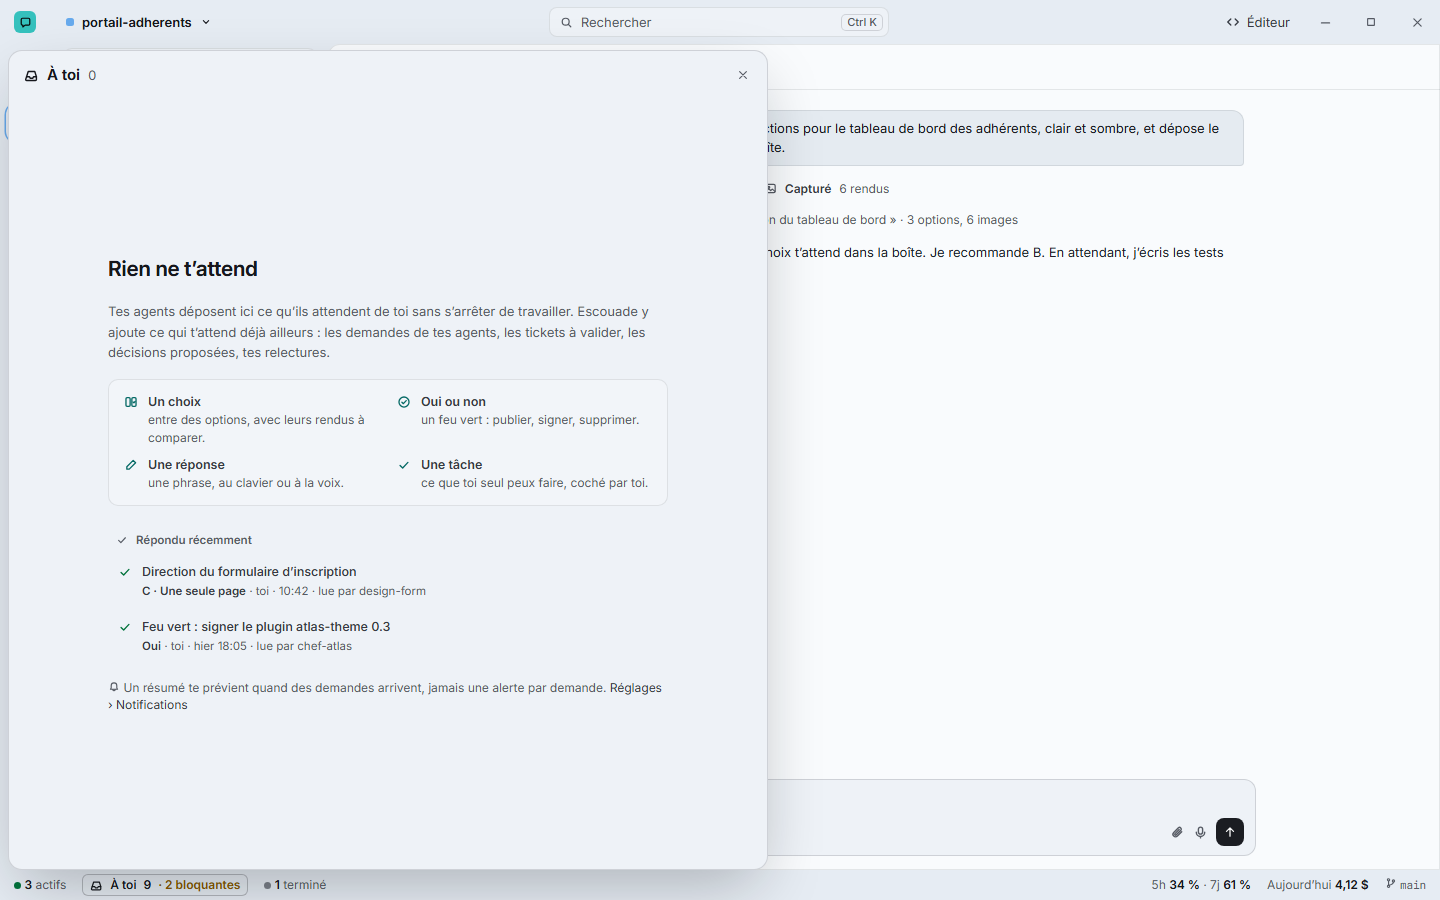 portail-adherents
Rechercher
Ctrl K
Éditeur
À toi 0
ctions pour le tableau de bord des adhérents, clair et sombre, et dépose le
îte.
Capturé 6 rendus
n du tableau de bord » · 3 options, 6 images
hoix t’attend dans la boîte. Je recommande B. En attendant, j’écris les tests
Rien ne t’attend
Tes agents déposent ici ce qu’ils attendent de toi sans s’arrêter de travailler. Escouade y
ajoute ce qui t’attend déjà ailleurs : les demandes de tes agents, les tickets à valider, les
décisions proposées, tes relectures.
Un choix
entre des options, avec leurs rendus à
comparer.
Oui ou non
un feu vert : publier, signer, supprimer.
Une réponse
une phrase, au clavier ou à la voix.
Une tâche
ce que toi seul peux faire, coché par toi.
Répondu récemment
Direction du formulaire d’inscription
C · Une seule page · toi · 10:42 · lue par design-form
Feu vert : signer le plugin atlas-theme 0.3
Oui · toi · hier 18:05 · lue par chef-atlas
Un résumé te prévient quand des demandes arrivent, jamais une alerte par demande. Réglages
› Notifications
3 actifs
À toi 9 · 2 bloquantes
1 terminé
5h 34 % · 7j 61 %
Aujourd’hui 4,12 $
main